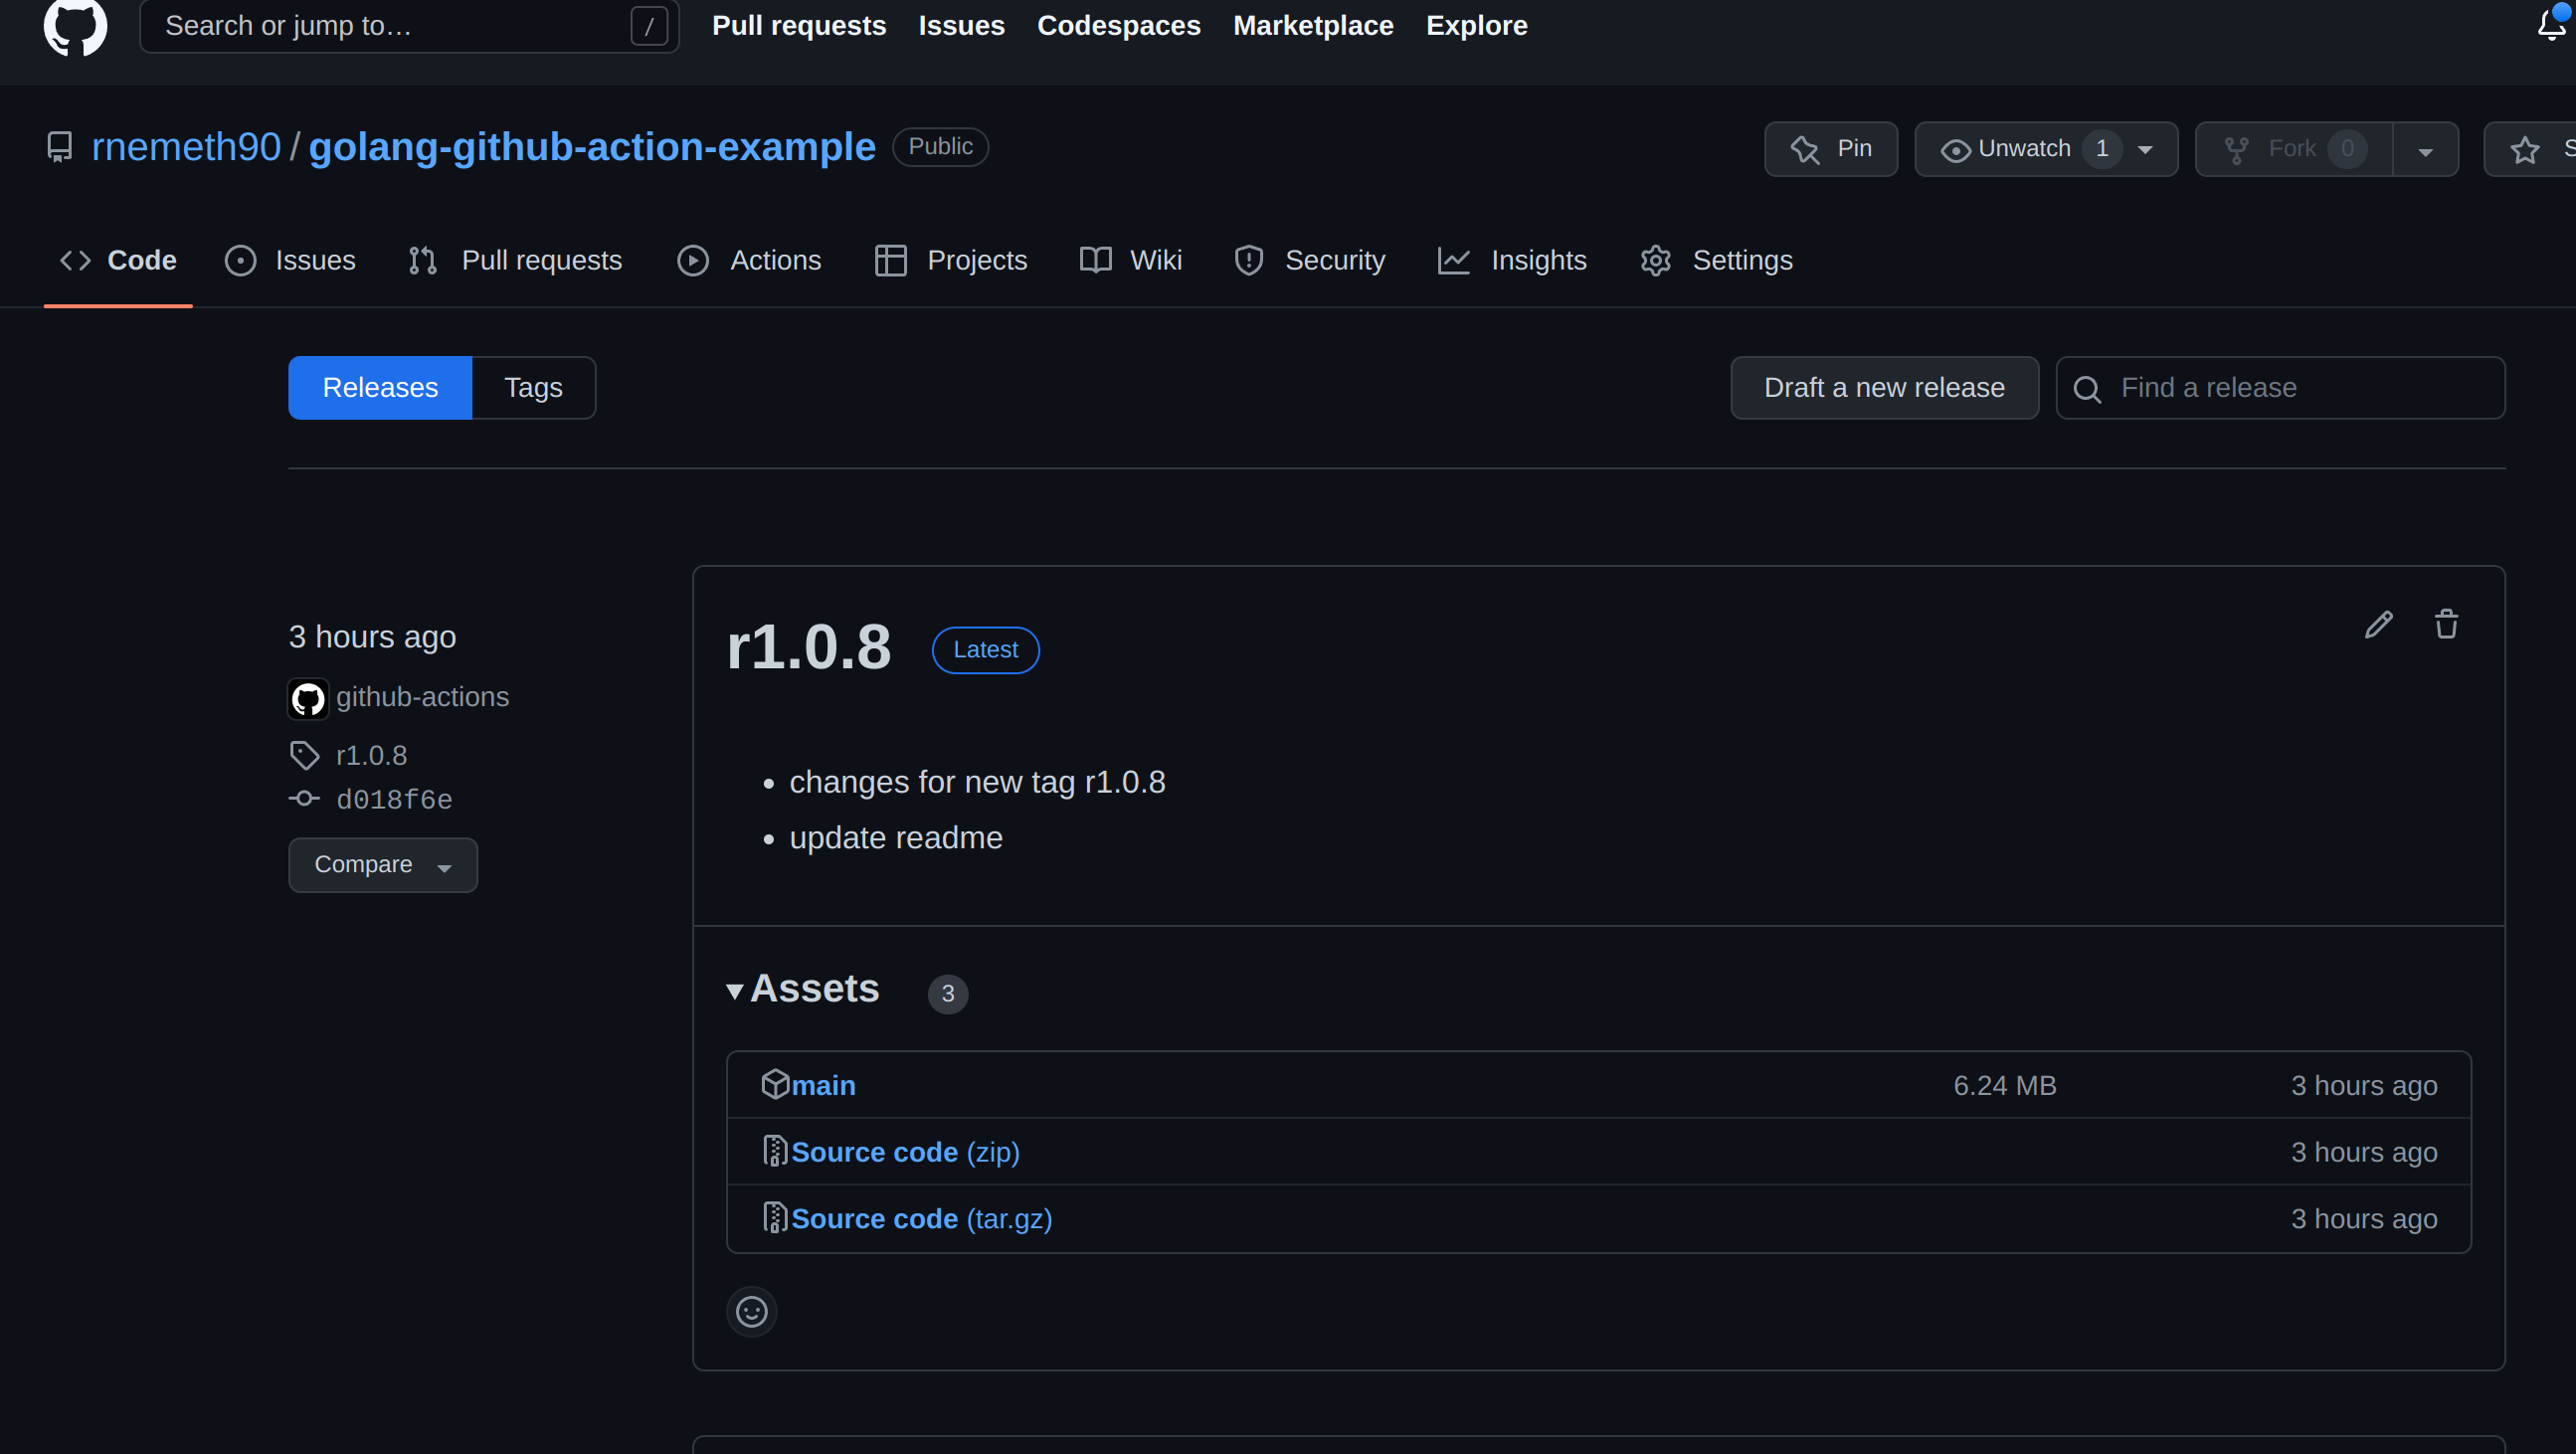 Search or jump to… / Pull requests Issues Codespaces Marketplace Explore
rnemeth90 / golang-github-action-example Public Pin Unwatch 1 Fork 0
Code Issues Pull requests Actions Projects Wiki Security Insights Settings
Releases Tags Draft a new release Find a release
3 hours ago
github-actions
r1.0.8
d018f6e
Compare
r1.0.8 Latest
• changes for new tag r1.0.8
• update readme
Assets 3
main 6.24 MB 3 hours ago
Source code (zip) 3 hours ago
Source code (tar.gz) 3 hours ago